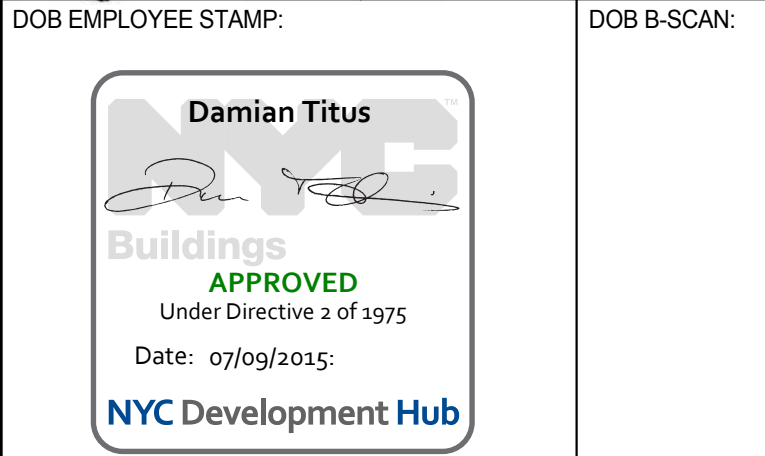 DOB EMPLOYEE STAMP:
DOB B-SCAN:
NYC™
Damian Titus
Buildings
APPROVED
Under Directive 2 of 1975
Date: 07/09/2015:
NYC Development Hub